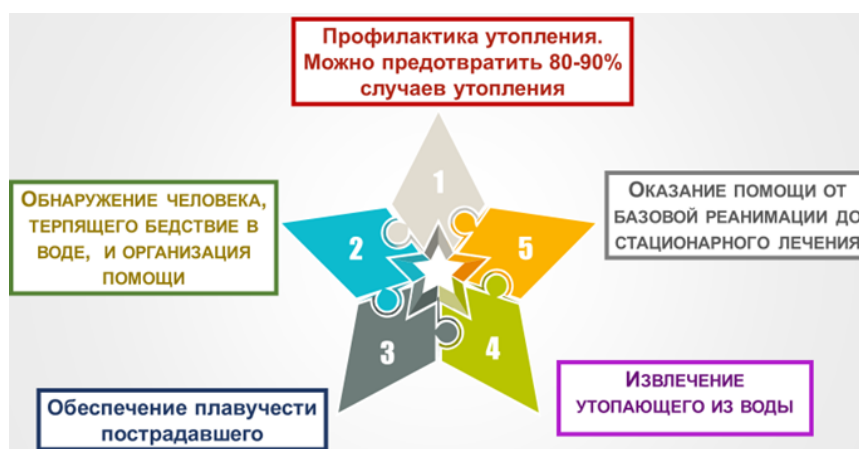 Профилактика утопления.
Можно предотвратить 80-90%
случаев утопления
1
Обнаружение человека,
терпящего бедствие в
воде, и организация
помощи
2
5
Оказание помощи от
базовой реанимации до
стационарного лечения
3
4
Обеспечение плавучести
пострадавшего
Извлечение
утопающего из воды